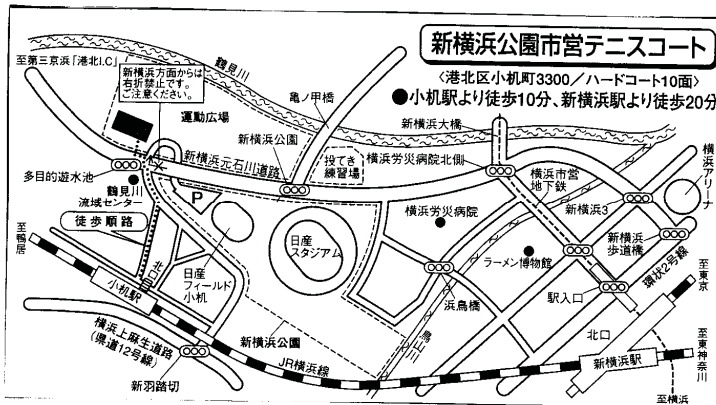 新横浜公園市営テニスコート
〈港北区小机町3300／ハードコート10面〉
●小机駅より徒歩10分、新横浜駅より徒歩20分
至第三京浜「港北I.C」
新横浜方面からは
右折禁止です。
ご注意ください。
鶴見川
亀ノ甲橋
運動広場
新横浜公園
新横浜大橋
新横浜元石川道路
投てき
練習場
横浜労災病院北側
横浜市営
地下鉄
横浜アリーナ
多目的遊水池
鶴見川
流域センター
P
徒歩順路
横浜労災病院
新横浜3
新横浜
歩道橋
至鴨居
北口
日産
スタジアム
日産
フィールド
小机
ラーメン博物館
環状2号線
至東京
小机駅
浜鳥橋
駅入口
横浜上麻生道路
(県道12号線)
新横浜公園
鳥山川
北口
JR横浜線
新横浜駅
至東神奈川
新羽踏切
至横浜